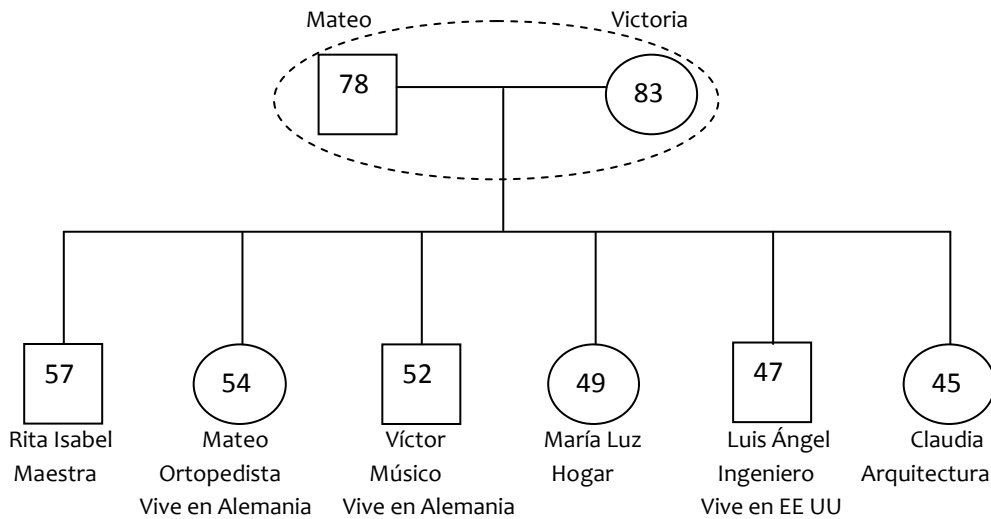 Mateo Victoria
78 83
57 54 52 49 47 45
Rita Isabel Mateo Víctor María Luz Luis Ángel Claudia
Maestra Ortopedista Músico Hogar Ingeniero Arquitectura
Vive en Alemania Vive en Alemania Vive en EE UU